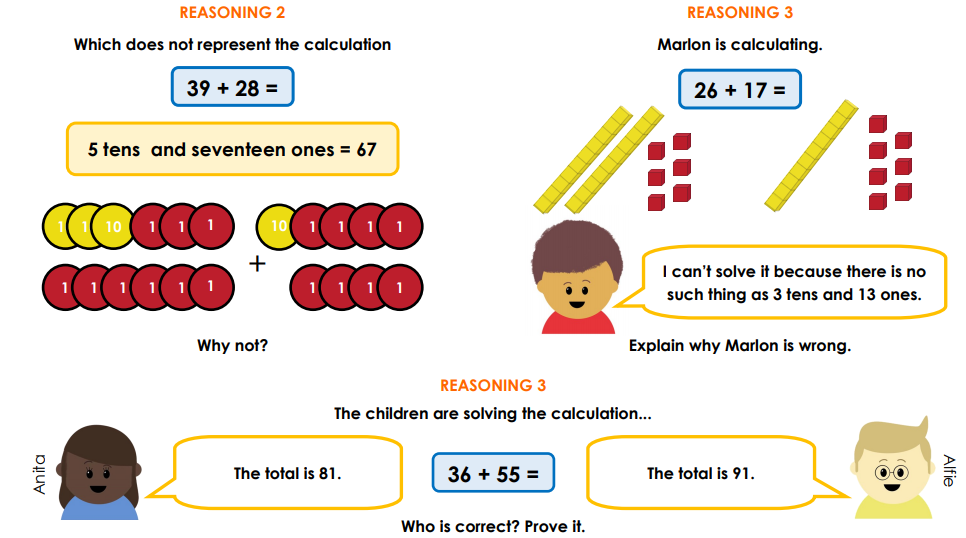 REASONING 2
Which does not represent the calculation
39 + 28 =
5 tens and seventeen ones = 67
1 1 10 1 1 1
10 1 1 1 1
+
1 1 1 1 1 1
1 1 1 1
Why not?
REASONING 3
Marlon is calculating.
26 + 17 =
I can’t solve it because there is no
such thing as 3 tens and 13 ones.
Explain why Marlon is wrong.
REASONING 3
The children are solving the calculation...
Anita
The total is 81.
36 + 55 =
The total is 91.
Alfie
Who is correct? Prove it.